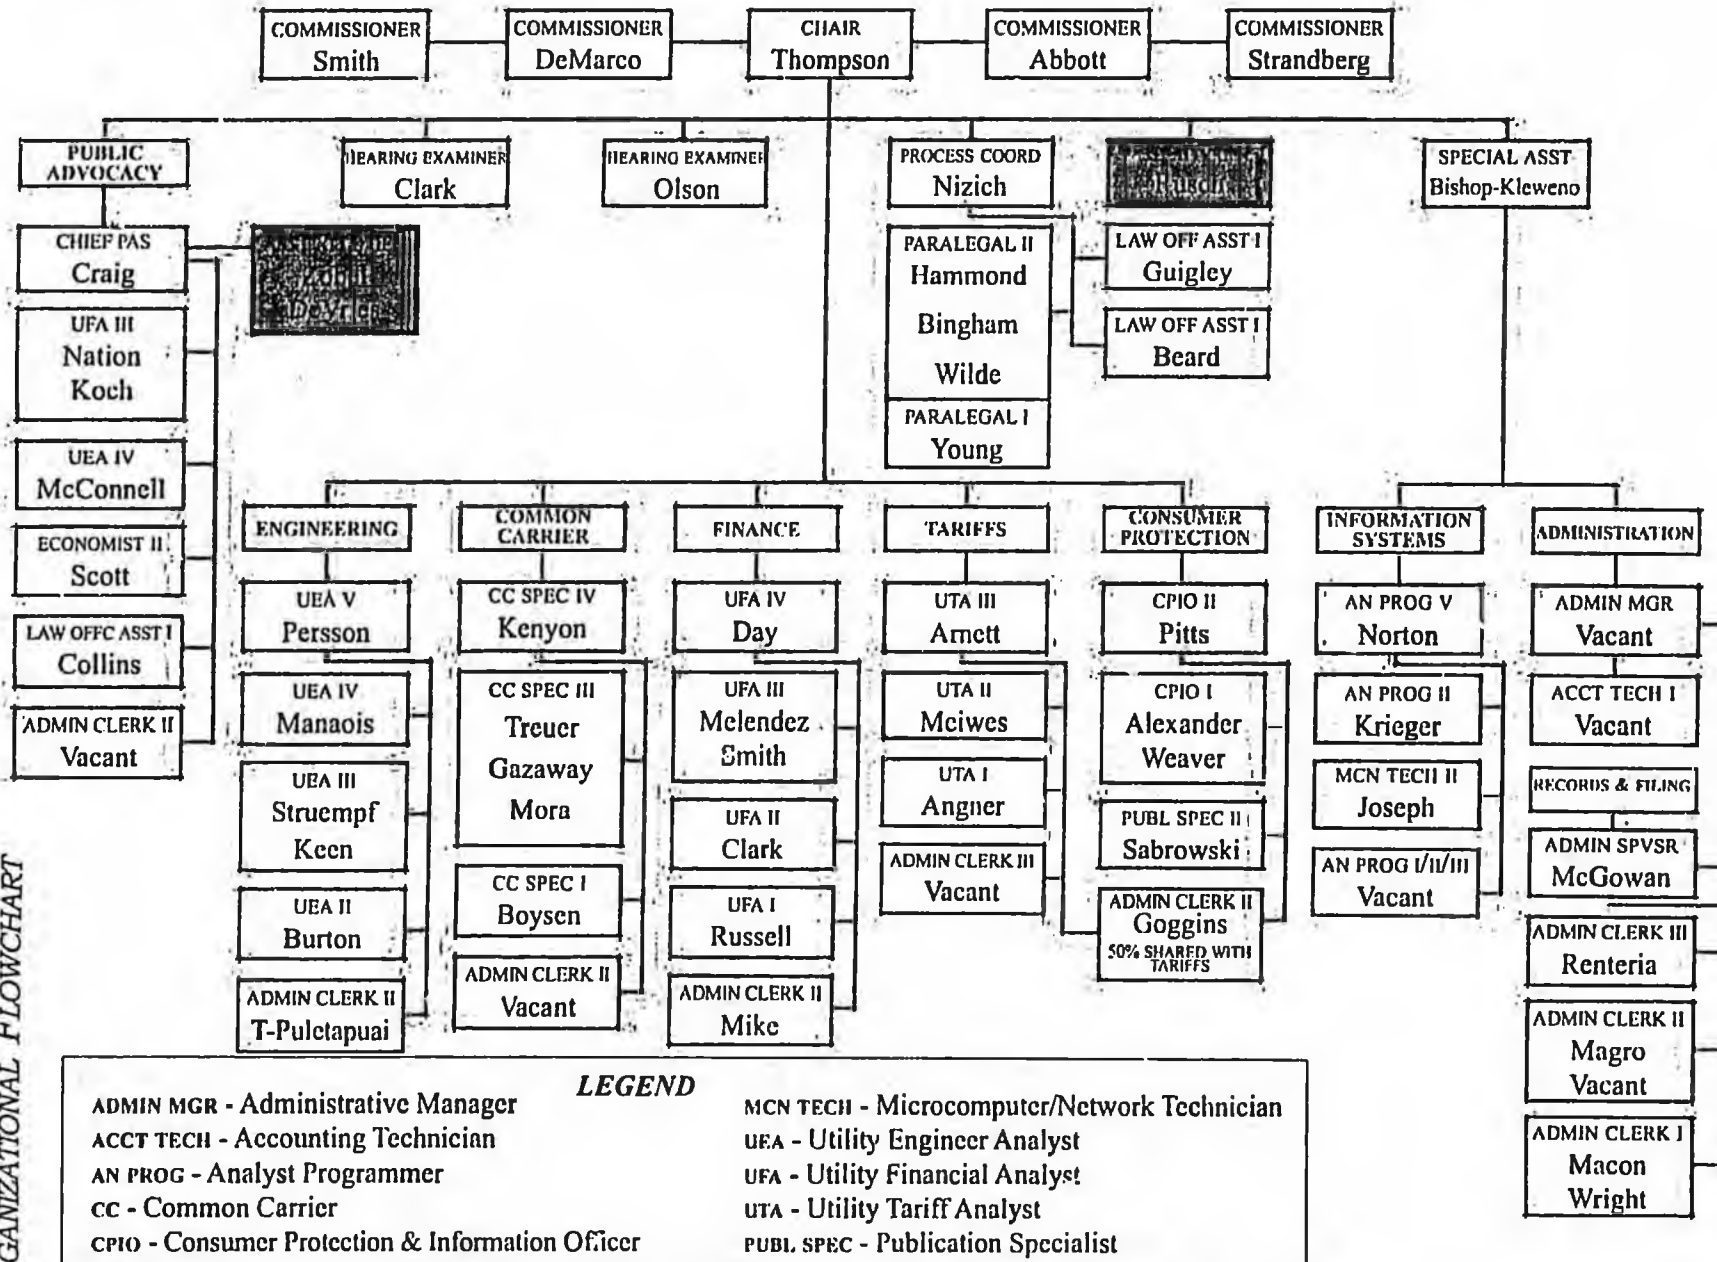 COMMISSIONER
Smith
COMMISSIONER
DeMarco
CHAIR
Thompson
COMMISSIONER
Abbott
COMMISSIONER
Strandberg
PUBLIC
ADVOCACY
HEARING EXAMINER
Clark
HEARING EXAMINER
Olson
PROCESS COORD
Nizich
SPECIAL ASST
Bishop-Kleweno
CHIEF PAS
Craig
UFA III
Nation
Koch
UEA IV
McConnell
ECONOMIST II
Scott
LAW OFFC ASST I
Collins
ADMIN CLERK II
Vacant
PARALEGAL II
Hammond
Bingham
Wilde
PARALEGAL I
Young
LAW OFF ASST I
Guigley
LAW OFF ASST I
Beard
ENGINEERING
UEA V
Persson
UEA IV
Manaois
UEA III
Struempf
Keen
UEA II
Burton
ADMIN CLERK II
T-Puletapuai
COMMON
CARRIER
CC SPEC IV
Kenyon
CC SPEC III
Treuer
Gazaway
Mora
CC SPEC I
Boysen
ADMIN CLERK II
Vacant
FINANCE
UFA IV
Day
UFA III
Melendez
Smith
UFA II
Clark
UFA I
Russell
ADMIN CLERK II
Mike
TARIFFS
UTA III
Arnett
UTA II
Meiwes
UTA I
Angner
ADMIN CLERK III
Vacant
CONSUMER
PROTECTION
CPIO II
Pitts
CPIO I
Alexander
Weaver
PUBL SPEC II
Sabrowski
ADMIN CLERK II
Goggins
50% SHARED WITH
TARIFFS
INFORMATION
SYSTEMS
AN PROG V
Norton
AN PROG II
Krieger
MCN TECH II
Joseph
AN PROG I/II/III
Vacant
ADMINISTRATION
ADMIN MGR
Vacant
ACCT TECH I
Vacant
RECORDS & FILING
ADMIN SPVSR
McGowan
ADMIN CLERK III
Renteria
ADMIN CLERK II
Magro
Vacant
ADMIN CLERK I
Macon
Wright
LEGEND
ADMIN MGR - Administrative Manager
ACCT TECH - Accounting Technician
AN PROG - Analyst Programmer
CC - Common Carrier
CPIO - Consumer Protection & Information Officer
MCN TECH - Microcomputer/Network Technician
UEA - Utility Engineer Analyst
UFA - Utility Financial Analyst
UTA - Utility Tariff Analyst
PUBL SPEC - Publication Specialist
FLOWCHART